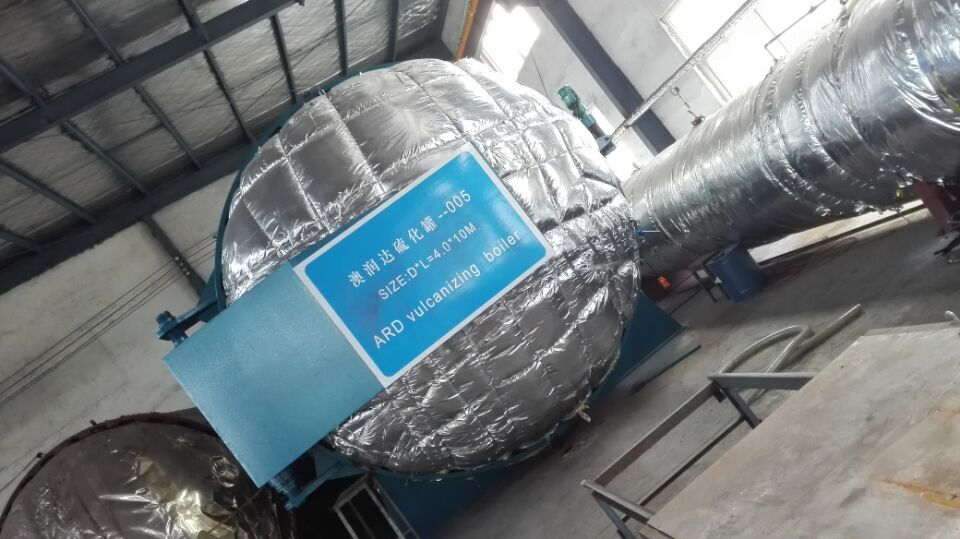 澳润达硫化罐--005
SIZE:D*L=4.0*10M
ARD vulcanizing boiler